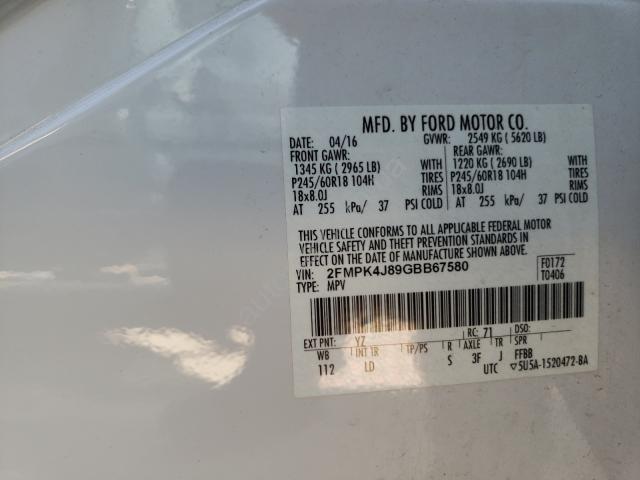 MFD. BY FORD MOTOR CO.
DATE: 04/16 GVWR: 2549 KG ( 5620 LB)
FRONT GAWR: REAR GAWR:
1345 KG ( 2965 LB) WITH 1220 KG ( 2690 LB) WITH
P245/60R18 104H TIRES P245/60R18 104H TIRES
18x8.0J RIMS 18x8.0J RIMS
AT 255 kPa/ 37 PSI COLD AT 255 kPa/ 37 PSI COLD
THIS VEHICLE CONFORMS TO ALL APPLICABLE FEDERAL MOTOR
VEHICLE SAFETY AND THEFT PREVENTION STANDARDS IN
EFFECT ON THE DATE OF MANUFACTURE SHOWN ABOVE.
VIN: 2FMPK4J89GBB67580 F0172
TYPE: MPV T0406
EXT PNT: YZ RC: 71 DSO:
WB INT TR TP/PS R AXLE TR SPR
112 LD S 3F J FFBB
UTC ▽5U5A-1520472-BA